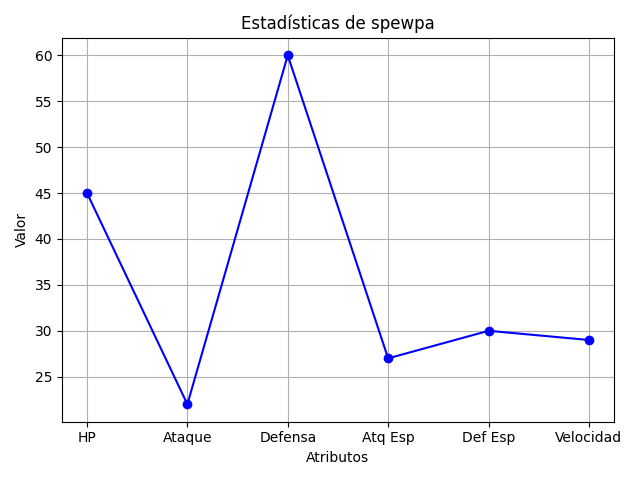 Estadísticas de spewpa
Valor
60
55
50
45
40
35
30
25
HP Ataque Defensa Atq Esp Def Esp Velocidad
Atributos